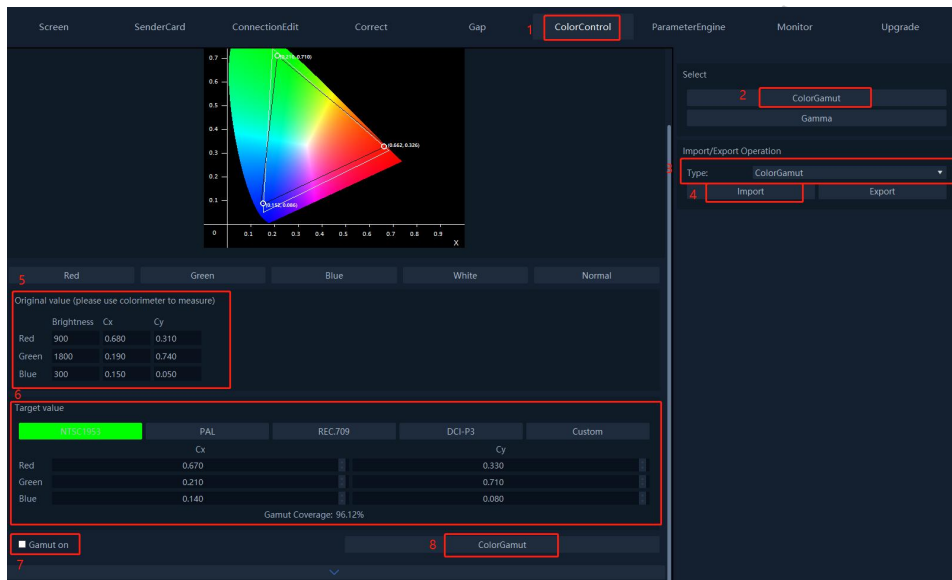 Screen SenderCard ConnectionEdit Correct Gap 1 ColorControl ParameterEngine Monitor Upgrade
0.7
0.6
0.5
0.4
0.3
0.1
0 0.1 0.2 0.3 0.4 0.5 0.6 0.7 0.8 0.9
X
(0.662, 0.326)
(0.152, 0.086)
Select
2 ColorGamut
Gamma
Import/Export Operation
Type: ColorGamut
4 Import Export
5 Red Green Blue White Normal
Original value (please use colorimeter to measure)
Brightness Cx Cy
Red 900 0.680 0.310
Green 1800 0.190 0.740
Blue 300 0.150 0.050
6
Target value
NTSC1953 PAL REC.709 DCI-P3 Custom
Cx Cy
Red 0.670 0.330
Green 0.210 0.710
Blue 0.140 0.080
Gamut Coverage: 96.12%
Gamut on 8 ColorGamut
7